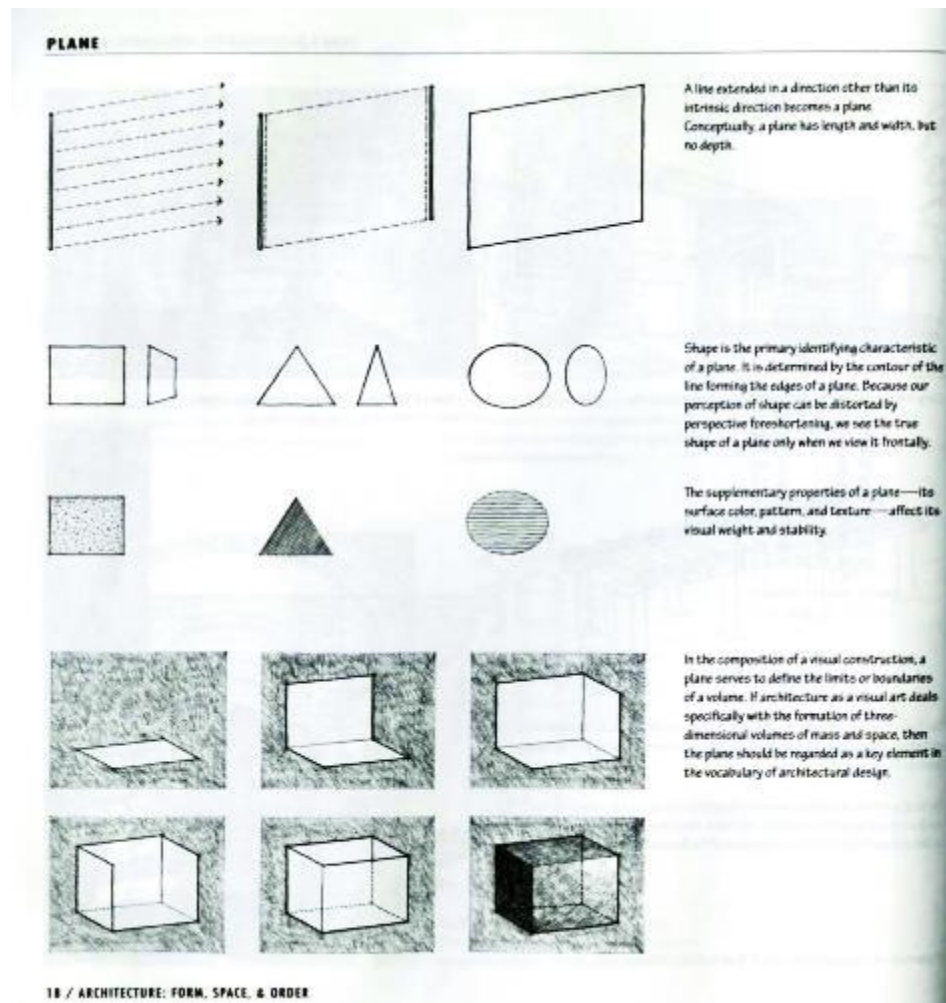 PLANE
A line extended in a direction other than its
intrinsic direction becomes a plane.
Conceptually, a plane has length and width, but
no depth.
Shape is the primary identifying characteristic
of a plane. It is determined by the contour of the
line forming the edges of a plane. Because our
perception of shape can be distorted by
perspective foreshortening, we see the true
shape of a plane only when we view it frontally.
The supplementary properties of a plane—its
surface color, pattern, and texture—affect its
visual weight and stability.
In the composition of a visual construction, a
plane serves to define the limits or boundaries
of a volume. If architecture as a visual art deals
specifically with the formation of three-
dimensional volumes of mass and space, then
the plane should be regarded as a key element in
the vocabulary of architectural design.
18 / ARCHITECTURE: FORM, SPACE, & ORDER